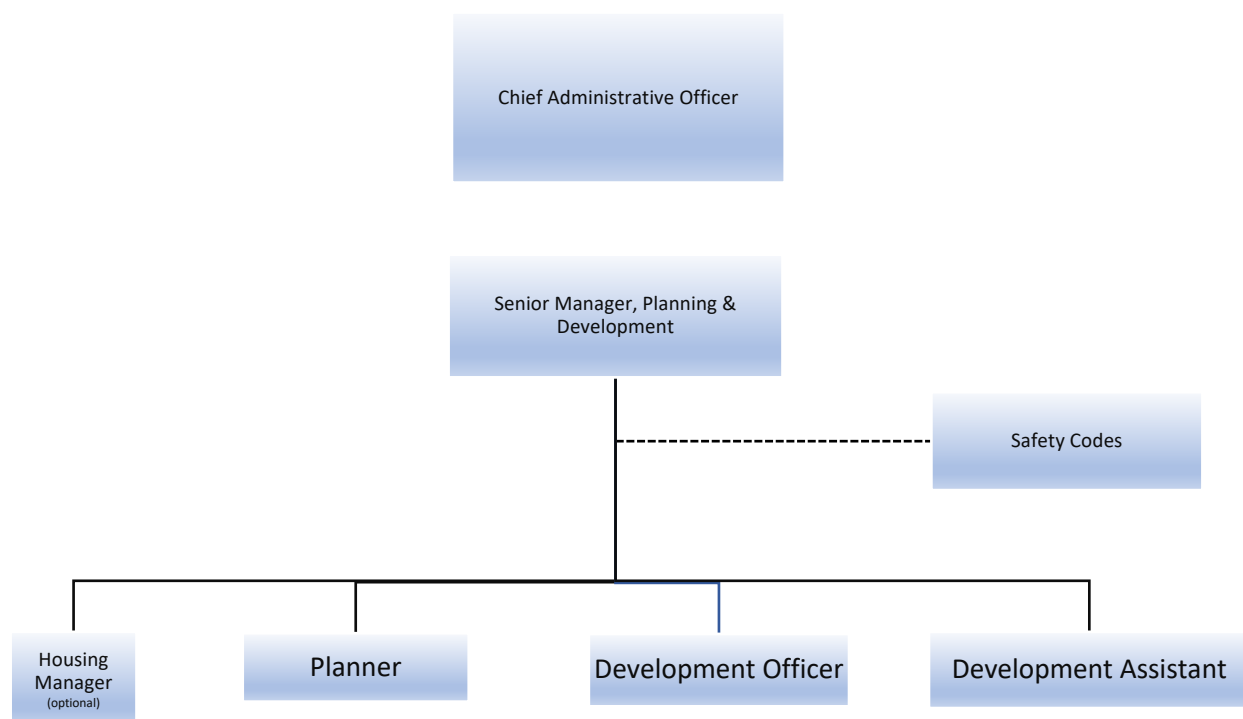 Chief Administrative Officer
Senior Manager, Planning &
Development
Safety Codes
Housing
Manager
(optional)
Planner
Development Officer
Development Assistant